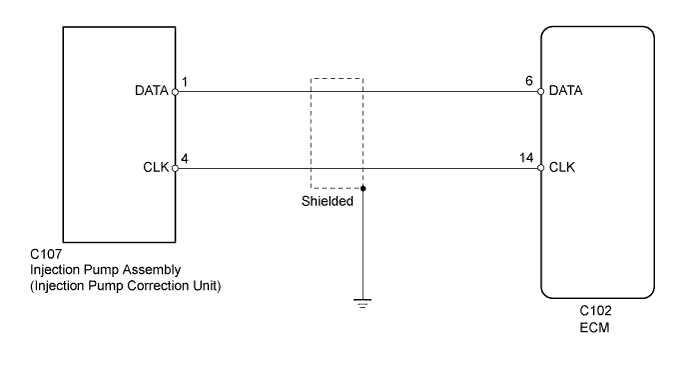 1
6
DATA
DATA
4
14
CLK
CLK
Shielded
C107
Injection Pump Assembly
(Injection Pump Correction Unit)
C102
ECM